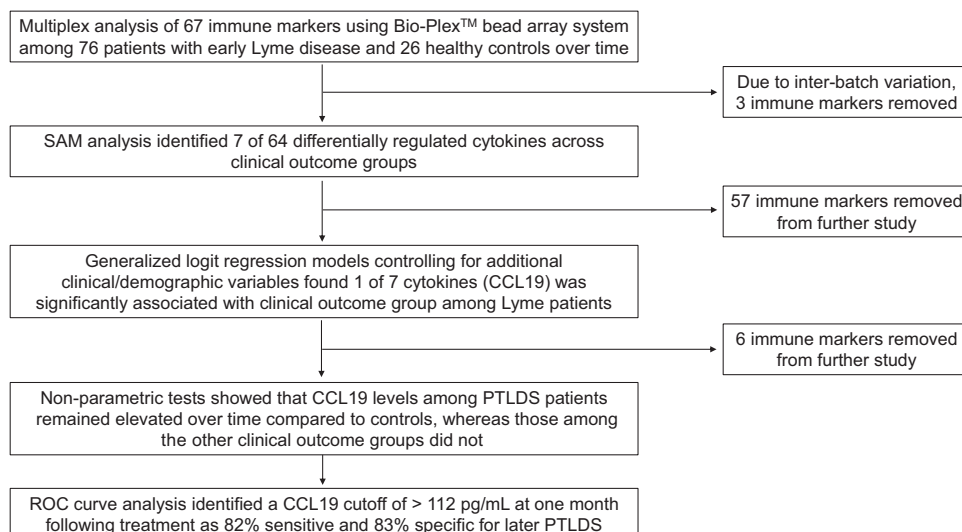 Multiplex analysis of 67 immune markers using Bio-Plex™ bead array system
among 76 patients with early Lyme disease and 26 healthy controls over time
Due to inter-batch variation,
3 immune markers removed
SAM analysis identified 7 of 64 differentially regulated cytokines across
clinical outcome groups
57 immune markers removed
from further study
Generalized logit regression models controlling for additional
clinical/demographic variables found 1 of 7 cytokines (CCL19) was
significantly associated with clinical outcome group among Lyme patients
6 immune markers removed
from further study
Non-parametric tests showed that CCL19 levels among PTLDS patients
remained elevated over time compared to controls, whereas those among
the other clinical outcome groups did not
ROC curve analysis identified a CCL19 cutoff of > 112 pg/mL at one month
following treatment as 82% sensitive and 83% specific for later PTLDS